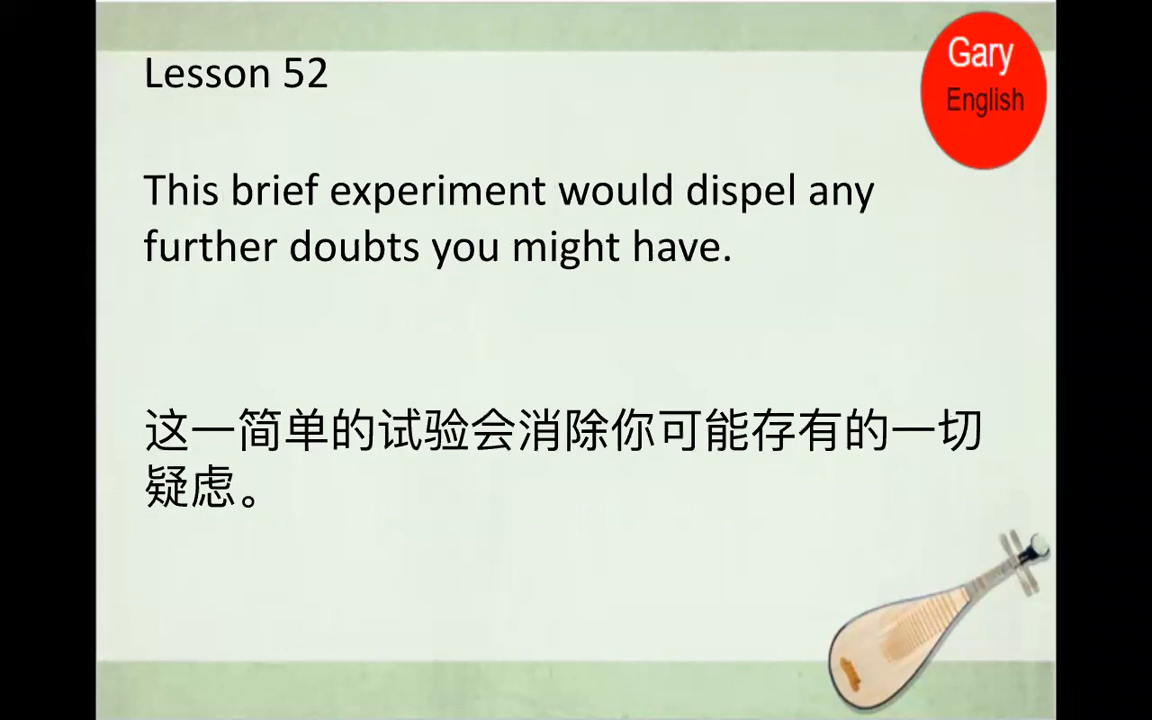 Gary
English
Lesson 52
This brief experiment would dispel any
further doubts you might have.
这一简单的试验会消除你可能存有的一切
疑虑。